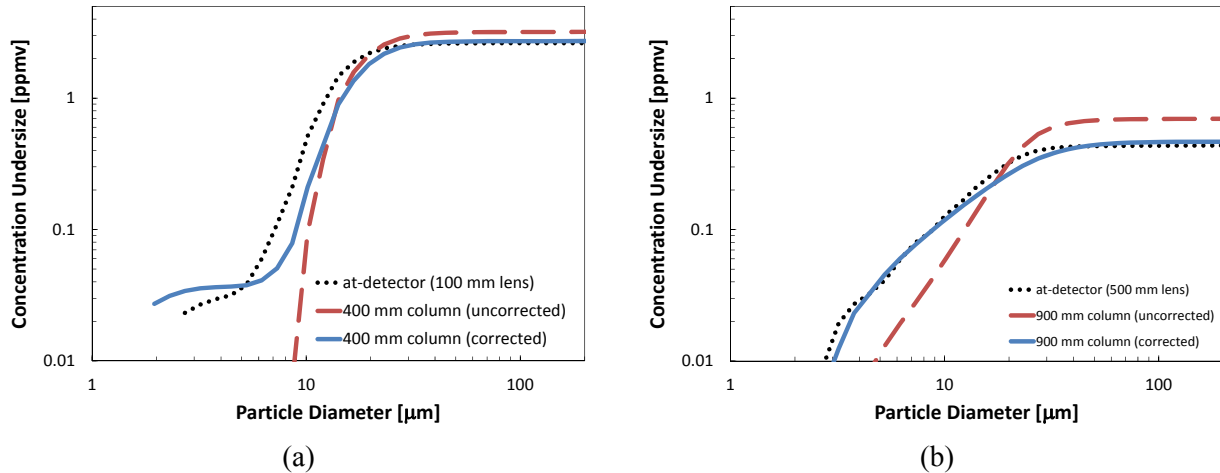 Concentration Undersize [ppmv]
1
0.1
0.01
at-detector (100 mm lens)
400 mm column (uncorrected)
400 mm column (corrected)
1
10
100
Particle Diameter [µm]
(a)
Concentration Undersize [ppmv]
1
0.1
0.01
at-detector (500 mm lens)
900 mm column (uncorrected)
900 mm column (corrected)
1
10
100
Particle Diameter [µm]
(b)